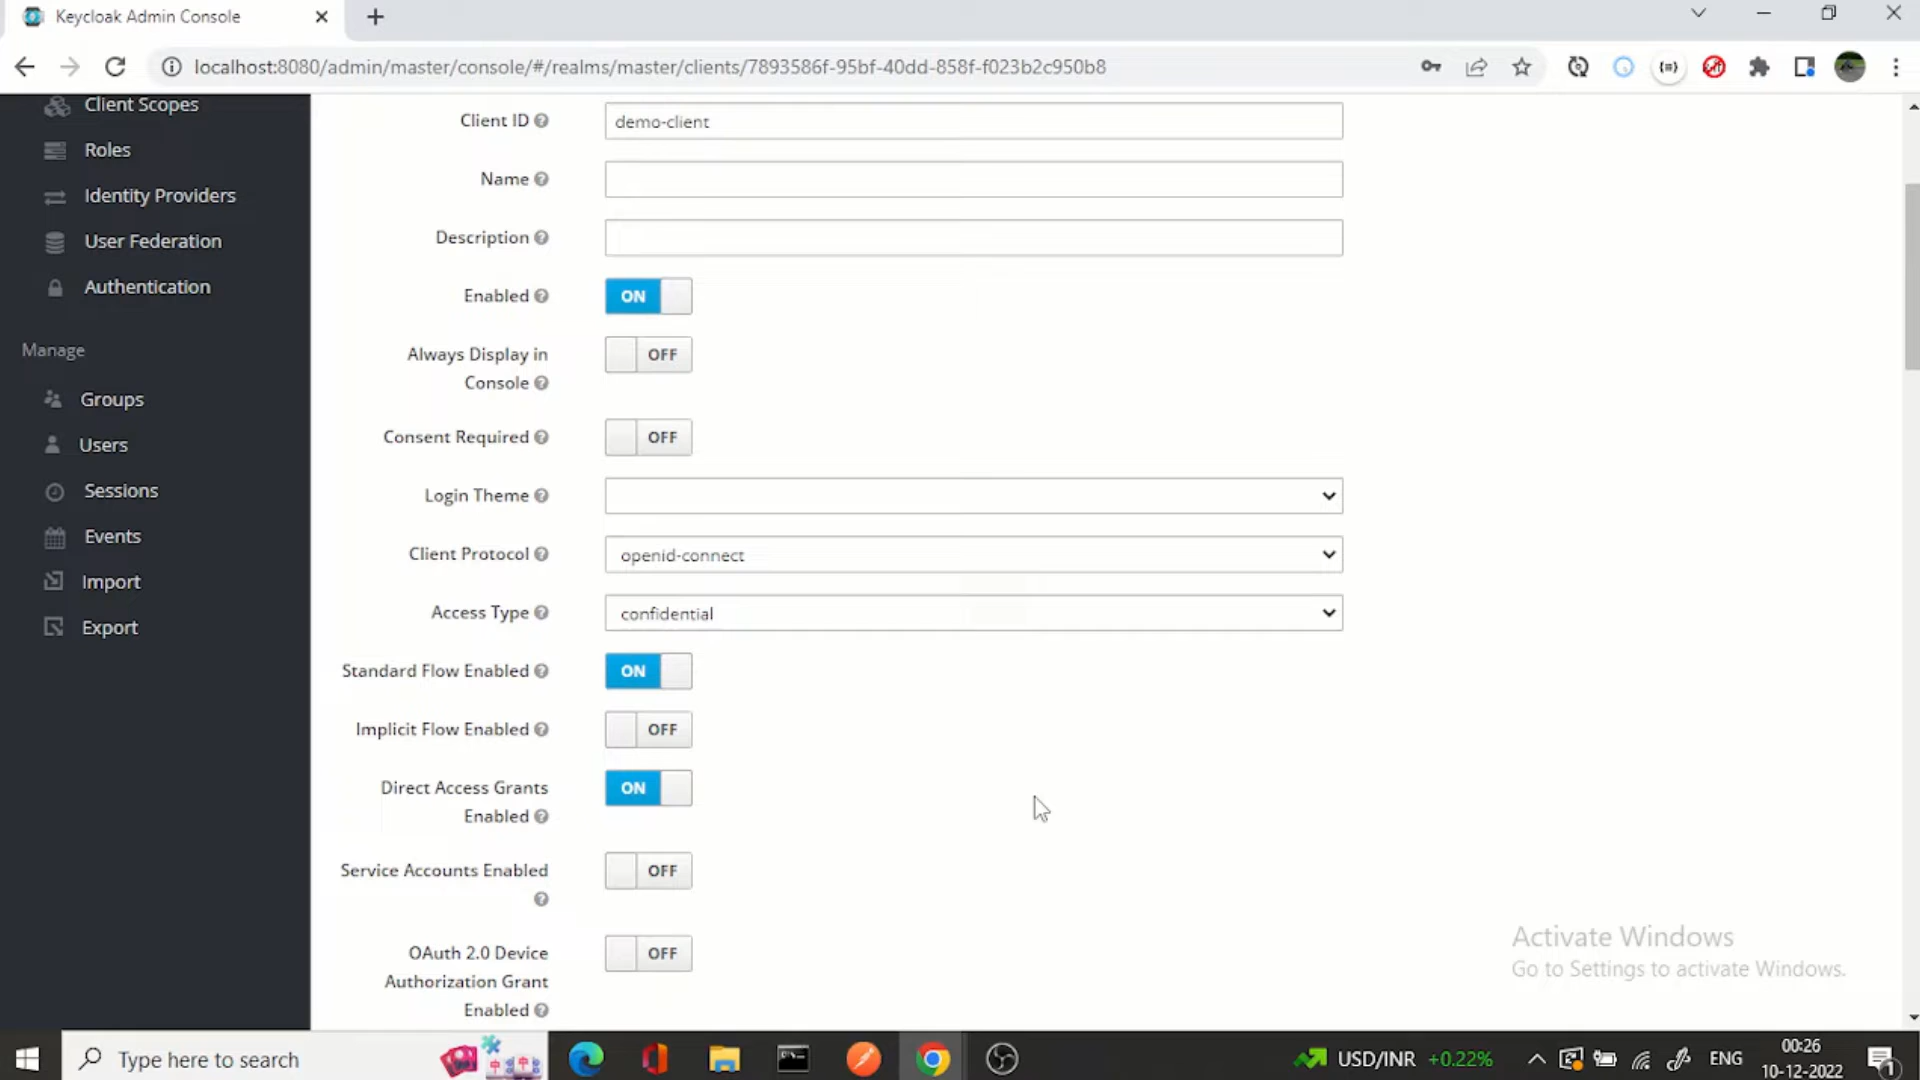 Keycloak Admin Console
localhost:8080/admin/master/console/#/realms/master/clients/7893586f-95bf-40dd-858f-f023b2c950b8
Client Scopes
Roles
Identity Providers
User Federation
Authentication
Manage
Groups
Users
Sessions
Events
Import
Export
Client ID
demo-client
Name
Description
Enabled
ON
Always Display in
Console
OFF
Consent Required
OFF
Login Theme
Client Protocol
openid-connect
Access Type
confidential
Standard Flow Enabled
ON
Implicit Flow Enabled
OFF
Direct Access Grants
Enabled
ON
Service Accounts Enabled
OFF
OAuth 2.0 Device
Authorization Grant
Enabled
OFF
Activate Windows
Go to Settings to activate Windows.
Type here to search
USD/INR +0.22%
ENG
00:26
10-12-2022
1